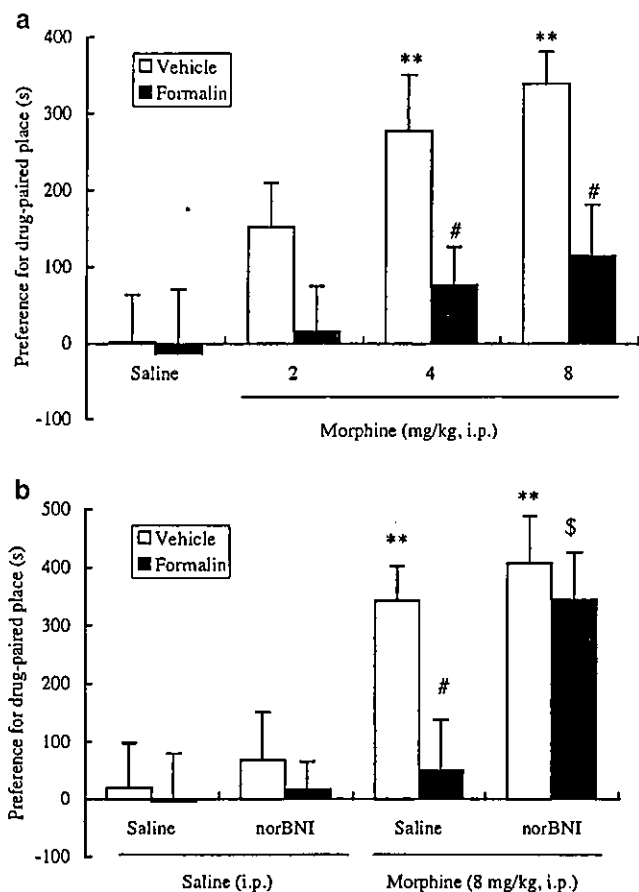 a
Preference for drug-paired place (s)
400
300
200
100
0
-100
Vehicle
Formalin
**
**
#
#
Saline
2
4
8
Morphine (mg/kg, i.p.)
b
Preference for drug-paired place (s)
500
400
300
200
100
0
-100
Vehicle
Formalin
**
#
**
$
Saline
norBNI
Saline
norBNI
Saline (i.p.)
Morphine (8 mg/kg, i.p.)